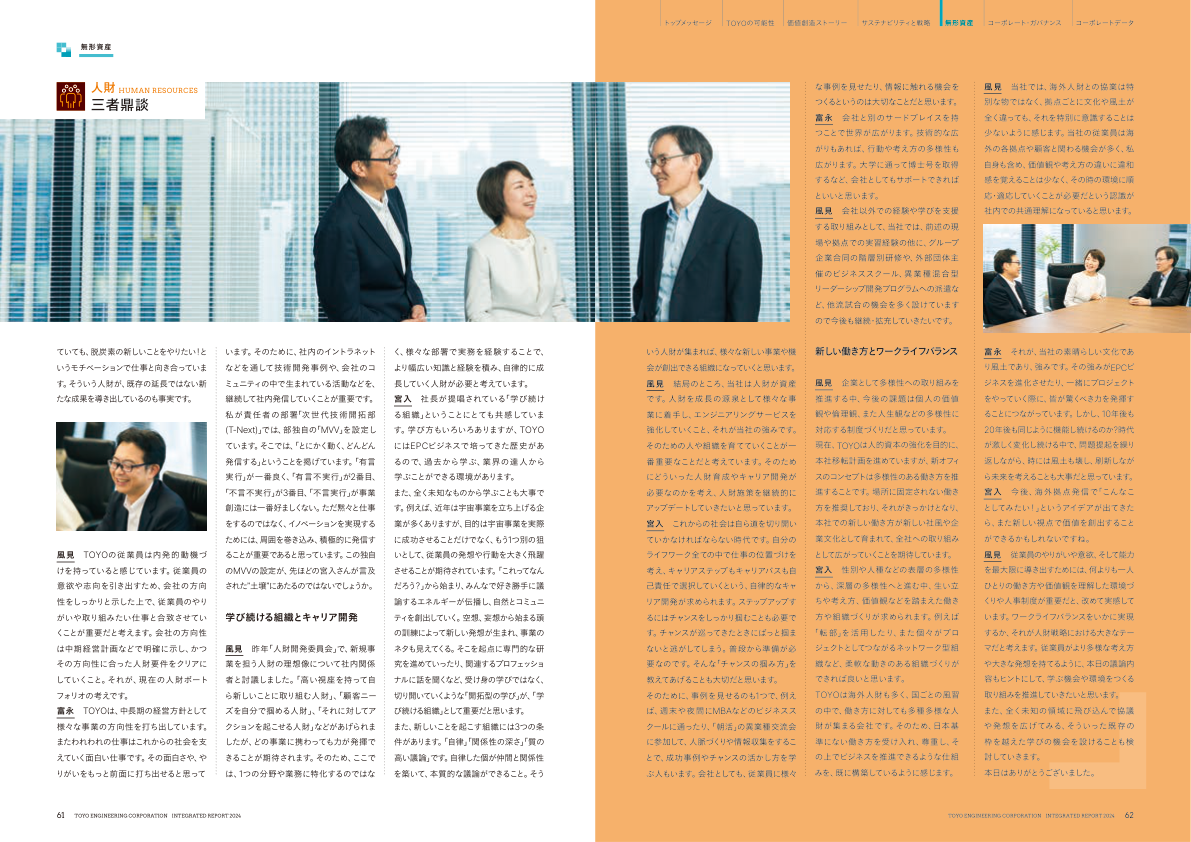 トップメッセージ
TOYOの可能性
価値創造ストーリー
サステナビリティと戦略
無形資産
コーポレート・ガバナンス
コーポレートデータ
無形資産
人財 HUMAN RESOURCES
三者鼎談
ていても、脱炭素の新しいことをやりたい！と
いうモチベーションで仕事と向き合っていま
す。そういう人が、既存の延長ではない新
たな成果を導き出しているのも事実です。
風見　TOYOの従業員は内発的動機づ
けを持っていると感じています。従業員の
意欲や志向を引き出すため、会社の方向
性をしっかりと示した上で、従業員のやり
がいや取り組みたい仕事と合致させてい
くことが重要だと考えます。会社の方向性
は中期経営計画などで明確に示し、かつ
その方向性に合った人財要件をクリアに
していくこと。それが、現在の人財ポート
フォリオの考えです。
富永　TOYOは、中長期の経営方針として
様々な事業の方向性を打ち出しています。
またわれわれの仕事はこれからの社会を支
えていく面白い仕事です。その面白さや、や
りがいをもっと前面に打ち出せると思って
います。そのために、社内のイントラネット
などを通して技術開発事例や、会社のコ
ミュニティの中で生まれている活動などを、
継続して社内発信していくことが重要です。
私が責任者の部署「次世代技術開拓部
(T-Next)」では、部独自の「MVV」を設定し
ています。そこでは、「とにかく動く、どんどん
発信する」ということを掲げています。「有言
実行」が一番良く、「有言不実行」が2番目、
「不言不実行」が3番目、「不言実行」が事業
創造には一番好ましくない。ただ黙々と仕事
をするのではなく、イノベーションを実現する
ためには、周囲を巻き込み、積極的に発信す
ることが重要であると思っています。この独自
のMVVの設定が、先ほどの宮入さんが言及
された“土壌”にあたるのではないでしょうか。
学び続ける組織とキャリア開発
風見　昨年「人財開発委員会」で、新規事
業を担う人財の理想像について社内関係
者と討議しました。「高い視座を持って自
ら新しいことに取り組む人財」、「顧客ニー
ズを自分で掴める人財」、「それに対してア
クションを起こせる人財」などがあげられま
したが、どの事業に携わっても力が発揮で
きることが期待されます。そのため、ここで
は、1つの分野や業務に特化するのではな
く、様々な部署で実務を経験することで、
より幅広い知識と経験を積み、自律的に成
長していく人財が必要と考えています。
宮入　社長が提唱されている「学び続け
る組織」ということにとても共感していま
す。学び方もいろいろありますが、TOYO
にはEPCビジネスで培ってきた歴史があ
るので、過去から学ぶ、業界の達人から
学ぶことができる環境があります。
また、全く未知なものから学ぶことも大事で
す。例えば、近年は宇宙事業を立ち上げる企
業が多くありますが、目的は宇宙事業を実際
に成功させることだけでなく、もう1つ別の狙
いとして、従業員の発想や行動を大きく飛躍
させることが期待されています。「これってなん
だろう？」から始まり、みんなで好き勝手に議
論するエネルギーが伝播し、自然とコミュニ
ティを創出していく。空想、妄想から始まる頭
の訓練によって新しい発想が生まれ、事業の
ネタも見えてくる。そこを起点に専門的な研
究を進めていったり、関連するプロフェッショ
ナルに話を聞くなど、受け身の学びではなく、
切り開いていくような「開拓型の学び」が、「学
び続ける組織」として重要だと思います。
また、新しいことを起こす組織には3つの条
件があります。「自律」「関係性の深さ」「質の
高い議論」です。自律した個が仲間と関係性
を築いて、本質的な議論ができること。そう
いう人財が集まれば、様々な新しい事業や機
会が創出できる組織になっていくと思います。
風見　結局のところ、当社は人財が資産
です。人財を成長の源泉として様々な事
業に着手し、エンジニアリングサービスを
強化していくこと、それが当社の強みです。
そのための人や組織を育てていくことが一
番重要なことだと考えています。そのため
にどういった人財育成やキャリア開発が
必要なのかを考え、人財施策を継続的に
アップデートしていきたいと思っています。
宮入　これからの社会は自ら道を切り開い
ていかなければならない時代です。自分の
ライフワーク全ての中で仕事の位置づけを
考え、キャリアステップもキャリアパスも自
己責任で選択していくという、自律的なキャ
リア開発が求められます。ステップアップす
るにはチャンスをしっかり掴むことも必要で
す。チャンスが巡ってきたときにぱっと掴ま
ないと逃がしてしまう。普段から準備が必
要なのです。そんな「チャンスの掴み方」を
教えてあげることも大切だと思います。
そのために、事例を見せるのも1つで、例え
ば、週末や夜間にMBAなどのビジネスス
クールに通ったり、「朝活」の異業種交流会
に参加して、人脈づくりや情報収集をするこ
とで、成功事例やチャンスの活かし方を学
ぶ人もいます。会社としても、従業員に様々
な事例を見せたり、情報に触れる機会を
つくるというのは大切なことだと思います。
富永　会社と別のサードプレイスを持
つことで世界が広がります。技術的な広
がりもあれば、行動や考え方の多様性も
広がります。大学に通って博士号を取得
するなど、会社としてもサポートできれば
といいと思います。
風見　会社以外での経験や学びを支援
する取り組みとして、当社では、前述の現
場や拠点での実習経験の他に、グループ
企業合同の階層別研修や、外部団体主
催のビジネススクール、異業種混合型
リーダーシップ開発プログラムへの派遣な
ど、他流試合の機会を多く設けています
ので今後も継続・拡充していきたいです。
新しい働き方とワークライフバランス
風見　企業として多様性への取り組みを
推進する中、今後の課題は個人の価値
観や倫理観、また人生観などの多様性に
対応する制度づくりだと思います。
現在、TOYOは人的資本の強化を目的に、
本社移転計画を進めていますが、新オフィ
スのコンセプトは多様性のある働き方を推
進することです。場所に固定されない働き
方を推奨しており、それがきっかけとなり、
本社での新しい働き方が新しい社風や企
業文化として育まれて、全社への取り組み
として広がっていくことを期待しています。
宮入　性別や人種などの表層の多様性
から、深層の多様性へと進む中、生い立
ちや考え方、価値観などを踏まえた働き
方や組織づくりが求められます。例えば
「転部」を活用したり、また個々がプロ
ジェクトとしてつながるネットワーク型組
織など、柔軟な動きのある組織づくりが
できれば良いと思います。
TOYOは海外人財も多く、国ごとの風習
の中で、働き方に対しても多種多様な人
財が集まる会社です。そのため、日本基
準にない働き方を受け入れ、尊重し、そ
の上でビジネスを推進できるような仕組
みを、既に構築しているように感じます。
風見　当社では、海外人財との協業は特
別な物ではなく、拠点ごとに文化や風土が
全く違っても、それを特別に意識することは
少ないように感じます。当社の従業員は海
外の各拠点や顧客と関わる機会が多く、私
自身も含め、価値観や考え方の違いに違和
感を覚えることは少なく、その時の環境に順
応・適応していくことが必要だという認識が
社内での共通理解になっていると思います。
富永　それが、当社の素晴らしい文化であ
り風土であり、強みです。その強みがEPCビ
ジネスを進化させたり、一緒にプロジェクト
をやっていく際に、皆が驚くべき力を発揮す
ることにつながっています。しかし、10年後も
20年後も同じように機能し続けるのか？時代
が激しく変化し続ける中で、問題提起を繰り
返しながら、時には風土も壊し、刷新しなが
ら未来を考えることも大事だと思っています。
宮入　今後、海外拠点発信で「こんなこ
としてみたい！」というアイデアが出てきた
ら、また新しい視点で価値を創出すること
ができるかもしれないですね。
風見　従業員のやりがいや意欲、そして能力
を最大限に導き出すためには、何よりも一人
ひとりの働き方や価値観を理解した環境づ
くりや人事制度が重要だと、改めて実感して
います。ワークライフバランスをいかに実現
するか、それが人財戦略における大きなテー
マだと考えます。従業員がより多様な考え方
や大きな発想を持てるように、本日の議論内
容もヒントにして、学ぶ機会や環境をつくる
取り組みを推進していきたいと思います。
また、全く未知の領域に飛び込んで協議
や発想を広げてみる、そういった既存の
枠を越えた学びの機会を設けることも検
討していきます。
本日はありがとうございました。
61 TOYO ENGINEERING CORPORATION INTEGRATED REPORT 2024
TOYO ENGINEERING CORPORATION INTEGRATED REPORT 2024 62